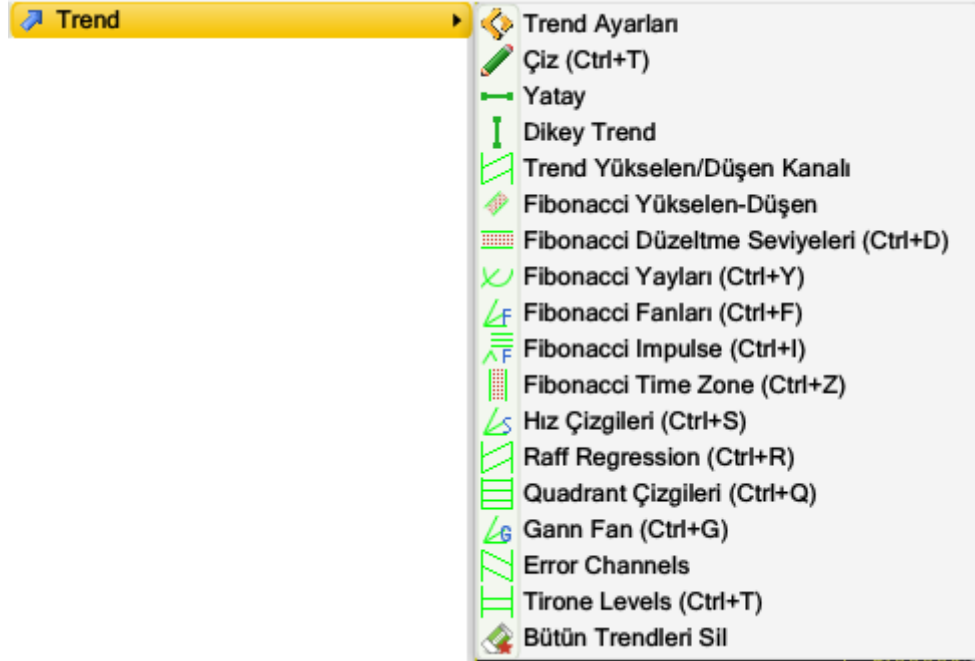 Trend
Trend Ayarları
Çiz (Ctrl+T)
Yatay
Dikey Trend
Trend Yükselen/Düşen Kanalı
Fibonacci Yükselen-Düşen
Fibonacci Düzeltme Seviyeleri (Ctrl+D)
Fibonacci Yayları (Ctrl+Y)
F Fibonacci Fanları (Ctrl+F)
F Fibonacci Impulse (Ctrl+I)
Fibonacci Time Zone (Ctrl+Z)
S Hız Çizgileri (Ctrl+S)
Raff Regression (Ctrl+R)
Quadrant Çizgileri (Ctrl+Q)
G Gann Fan (Ctrl+G)
Error Channels
Tirone Levels (Ctrl+T)
Bütün Trendleri Sil